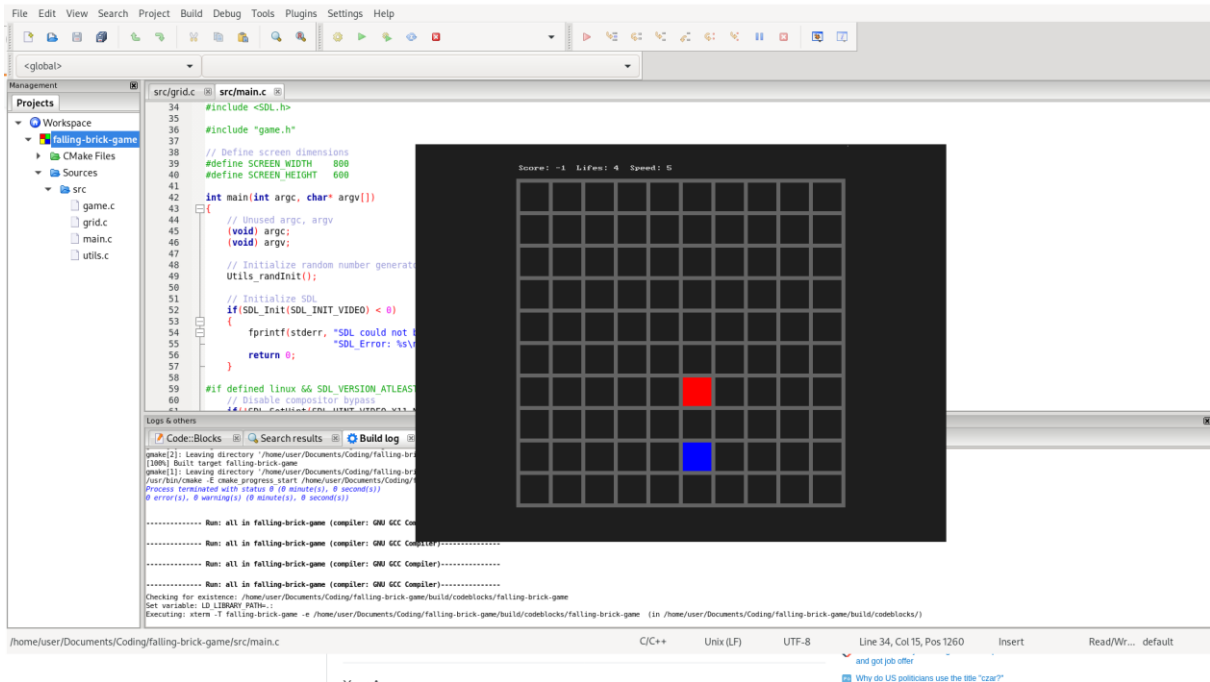 File Edit View Search Project Build Debug Tools Plugins Settings Help
<global>
Management
Projects
Workspace
falling-brick-game
CMake Files
Sources
src
game.c
grid.c
main.c
utils.c
src/grid.c src/main.c
34 #include <SDL.h>
35
36 #include "game.h"
37
38 // Define screen dimensions
39 #define SCREEN_WIDTH 800
40 #define SCREEN_HEIGHT 600
41
42 int main(int argc, char* argv[])
43 {
44 // Unused argc, argv
45 (void) argc;
46 (void) argv;
47
48 // Initialize random number generato
49 Utils_randInit();
50
51 // Initialize SDL
52 if(SDL_Init(SDL_INIT_VIDEO) < 0)
53 {
54 fprintf(stderr, "SDL could not b
55 "SDL_Error: %s\n
56 return 0;
57 }
58
59 #if defined linux && SDL_VERSION_ATLEAST
60 // Disable compositor bypass
61
Score: -1 Lifes: 4 Speed: 5
Logs & others
Code::Blocks Search results Build log
gmake[2]: Leaving directory '/home/user/Documents/Coding/falling-bri
[100%] Built target falling-brick-game
gmake[1]: Leaving directory '/home/user/Documents/Coding/falling-bri
/usr/bin/cmake -E cmake_progress_start /home/user/Documents/Coding/f
Process terminated with status 0 (0 minute(s), 0 second(s))
0 error(s), 0 warning(s) (0 minute(s), 0 second(s))
-------------- Run: all in falling-brick-game (compiler: GNU GCC Com
-------------- Run: all in falling-brick-game (compiler: GNU GCC Compiler)---------------
-------------- Run: all in falling-brick-game (compiler: GNU GCC Compiler)---------------
-------------- Run: all in falling-brick-game (compiler: GNU GCC Compiler)---------------
Checking for existence: /home/user/Documents/Coding/falling-brick-game/build/codeblocks/falling-brick-game
Set variable: LD_LIBRARY_PATH=.:
Executing: xterm -T falling-brick-game -e /home/user/Documents/Coding/falling-brick-game/build/codeblocks/falling-brick-game (in /home/user/Documents/Coding/falling-brick-game/build/codeblocks/)
/home/user/Documents/Coding/falling-brick-game/src/main.c C/C++ Unix (LF) UTF-8 Line 34, Col 15, Pos 1260 Insert Read/Wr... default
and got job offer
Why do US politicians use the title "czar?"